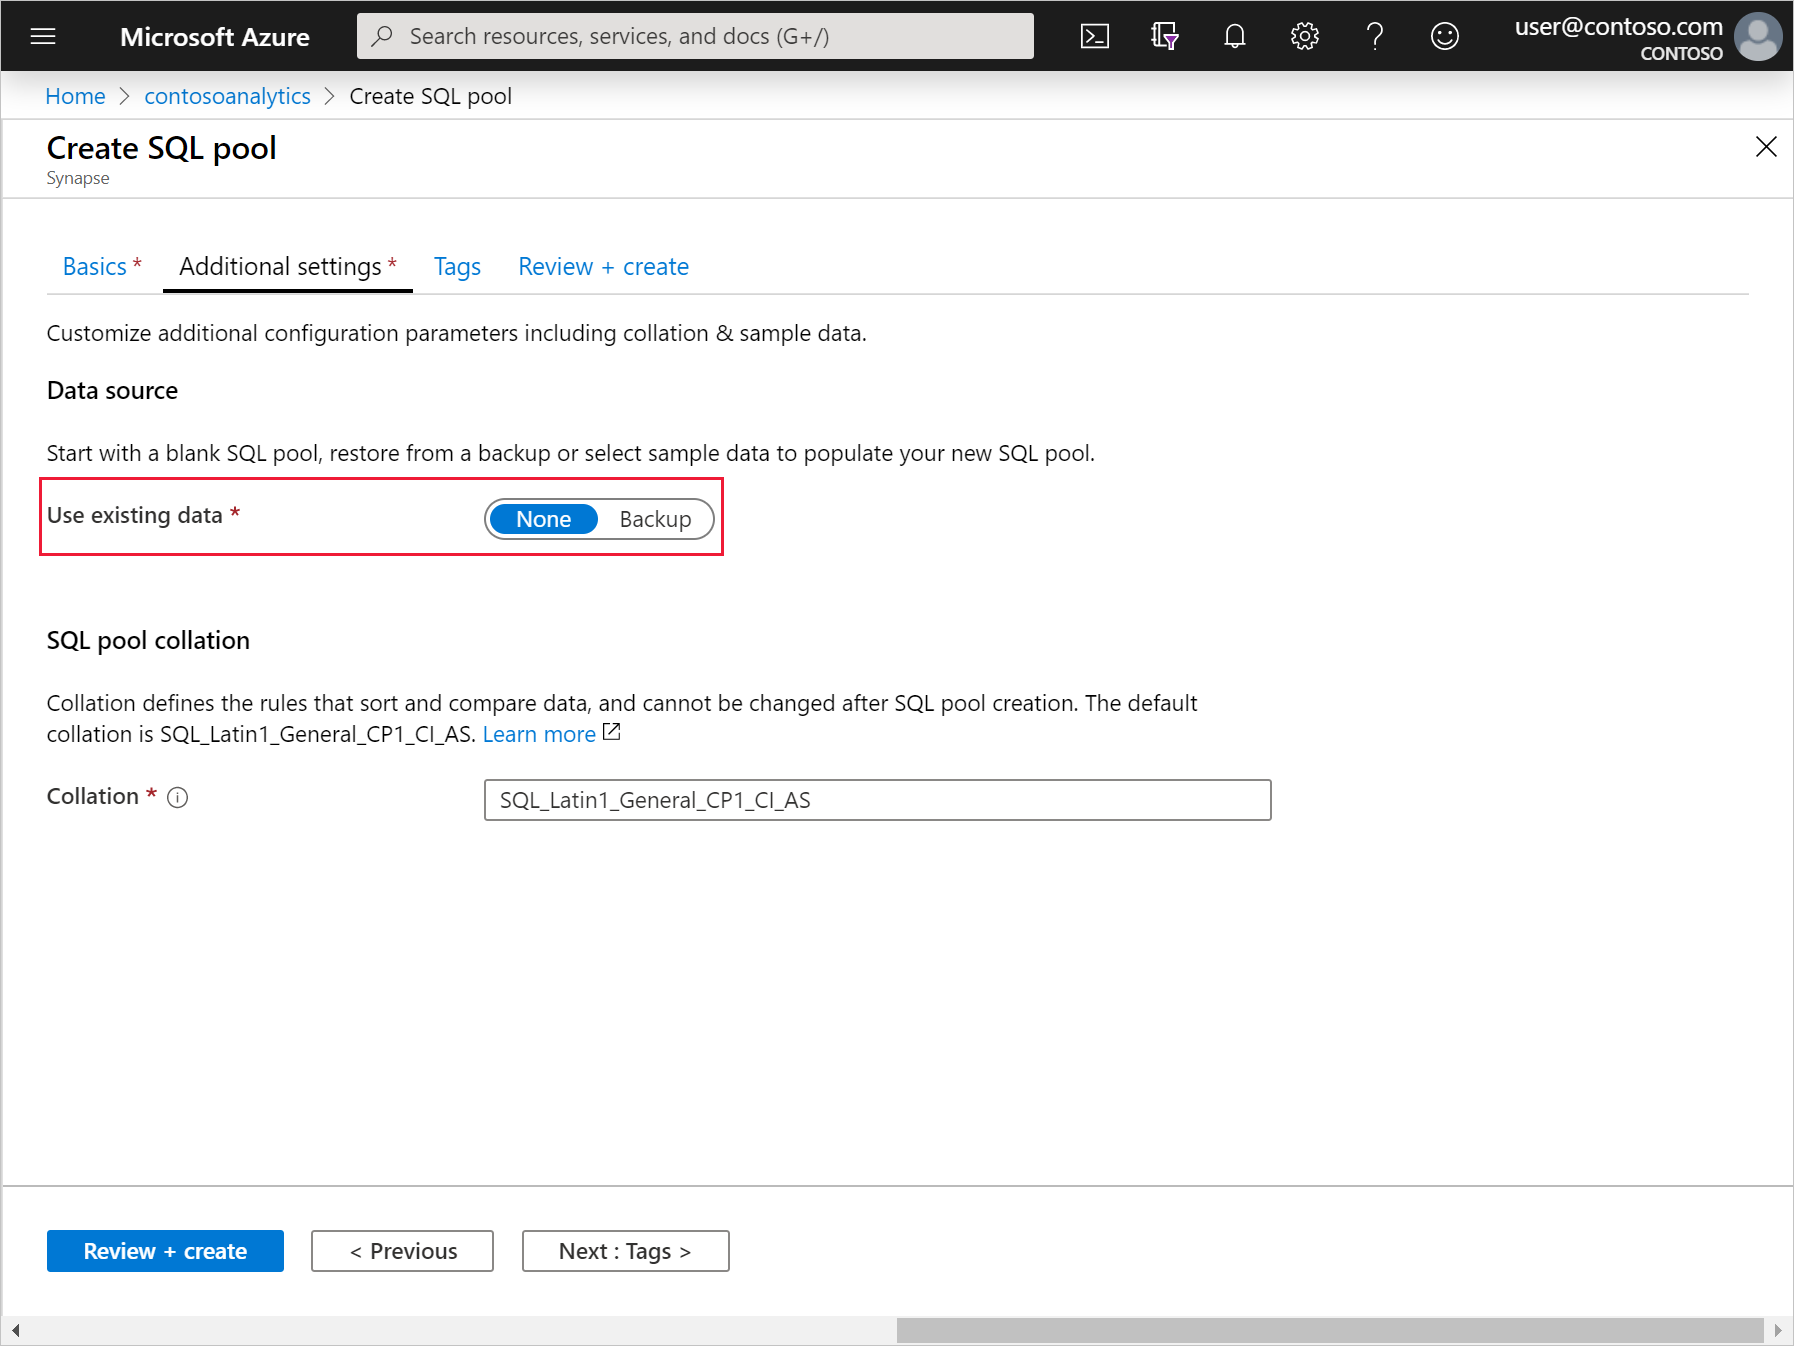 Microsoft Azure
Search resources, services, and docs (G+/)
user@contoso.com
CONTOSO
Home > contosoanalytics > Create SQL pool
Create SQL pool
Synapse
Basics * Additional settings * Tags Review + create
Customize additional configuration parameters including collation & sample data.
Data source
Start with a blank SQL pool, restore from a backup or select sample data to populate your new SQL pool.
Use existing data * None Backup
SQL pool collation
Collation defines the rules that sort and compare data, and cannot be changed after SQL pool creation. The default
collation is SQL_Latin1_General_CP1_CI_AS. Learn more
Collation * SQL_Latin1_General_CP1_CI_AS
Review + create < Previous Next : Tags >